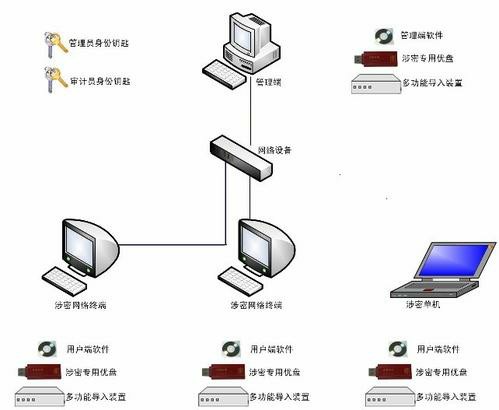 管理员身份钥匙
审计员身份钥匙
管理端
管理端软件
涉密专用优盘
多功能导入装置
网络设备
涉密网络终端
涉密网络终端
涉密单机
用户端软件
涉密专用优盘
多功能导入装置
用户端软件
涉密专用优盘
多功能导入装置
用户端软件
涉密专用优盘
多功能导入装置